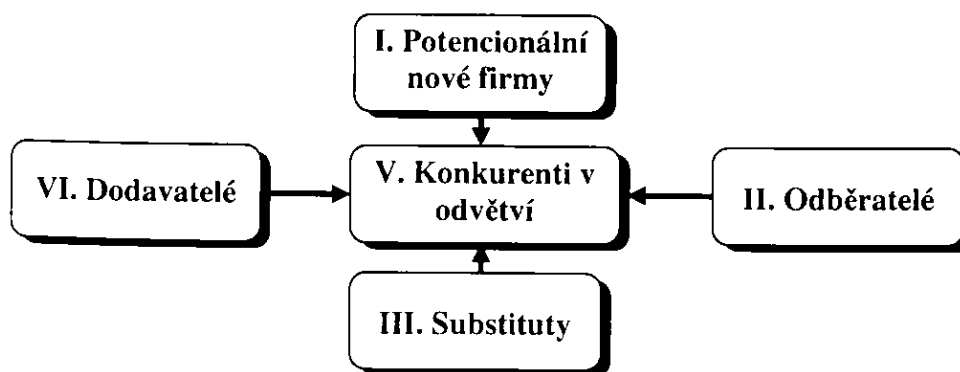 I. Potencionální
nové firmy
VI. Dodavatelé
V. Konkurenti v
odvětví
II. Odběratelé
III. Substituty